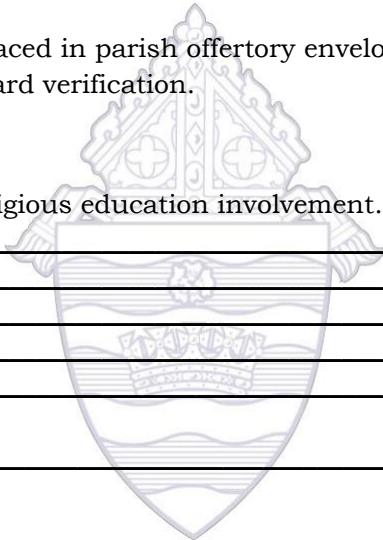 aced in parish offertory envelo
ard verification.
igious education involvement.